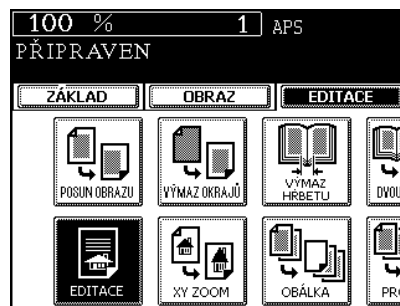 100 % 1 APS
PŘIPRAVEN
ZÁKLAD OBRAZ EDITACE
POSUN OBRAZU VÝMAZ OKRAJŮ VÝMAZ HŘBETU
EDITACE XY ZOOM OBÁLKA